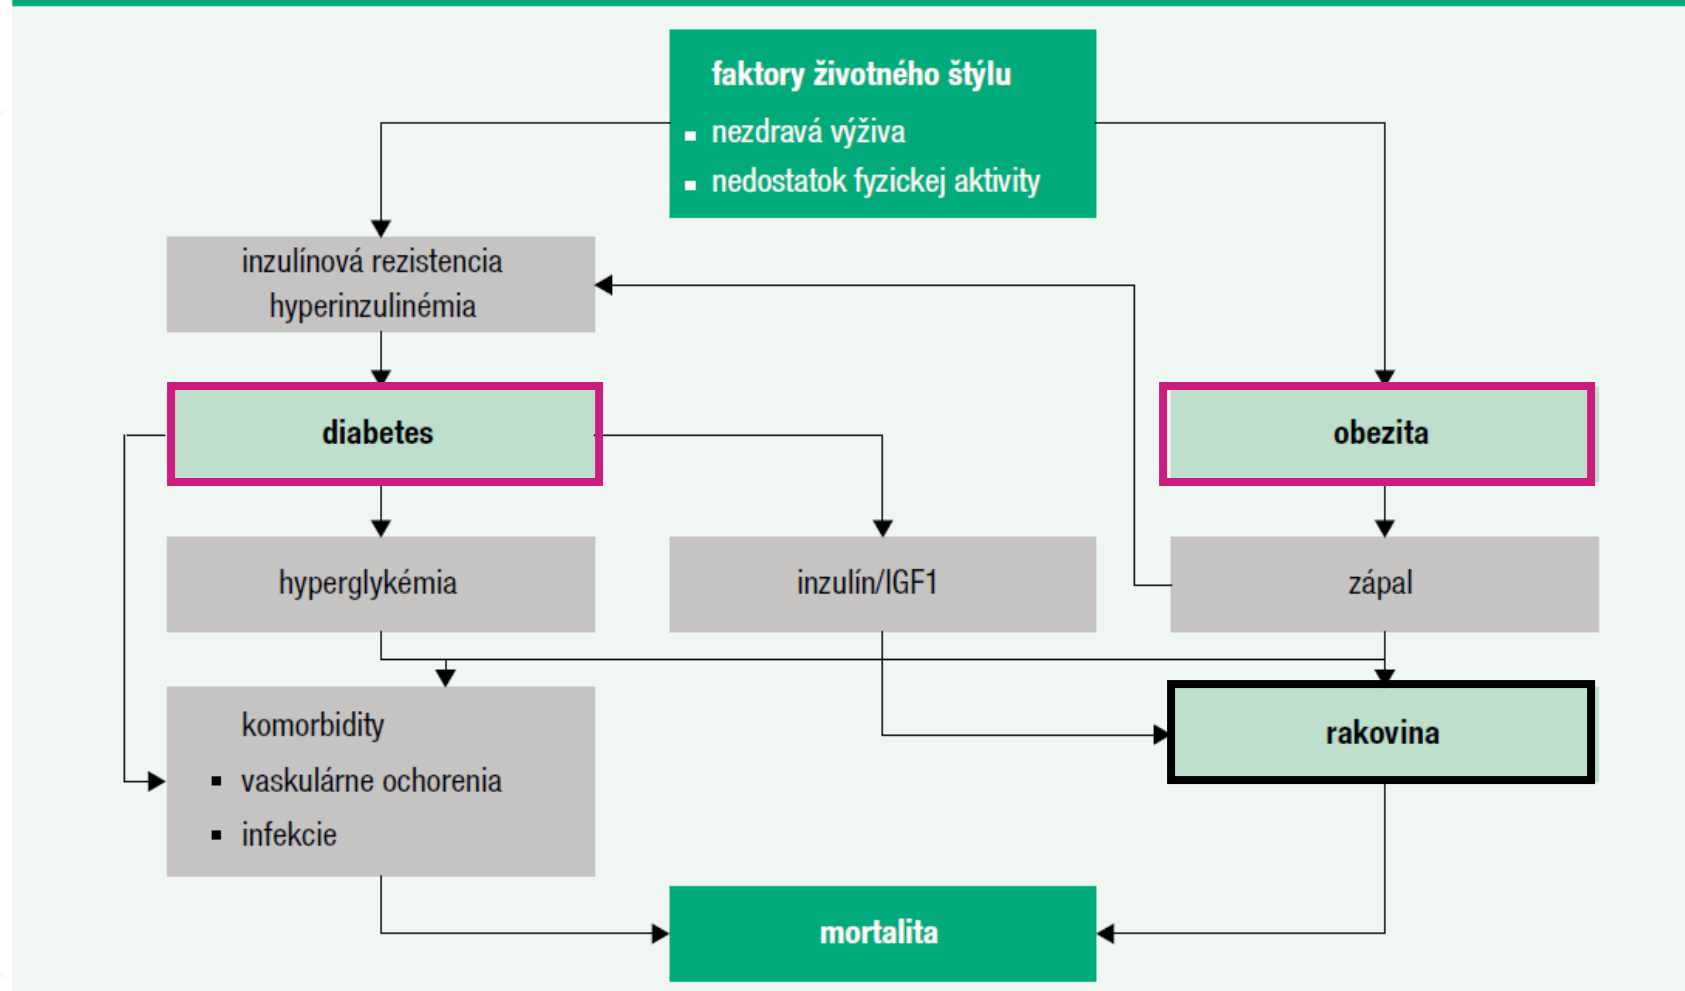 faktory životného štýlu
nezdravá výživa
nedostatok fyzickej aktivity
inzulínová rezistencia
hyperinzulinémia
diabetes
obezita
hyperglykémia
inzulín/IGF1
zápal
komorbidity
vaskulárne ochorenia
infekcie
rakovina
mortalita